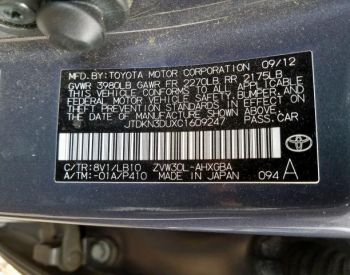 MFD. BY: TOYOTA MOTOR CORPORATION 09/12
GVWR 3980LB GAWR FR 2270LB RR 2175LB
THIS VEHICLE CONFORMS TO ALL APPLICABLE
FEDERAL MOTOR VEHICLE SAFETY, BUMPER, AND
THEFT PREVENTION STANDARDS IN EFFECT ON THE
DATE OF MANUFACTURE SHOWN ABOVE.
JTDKN3DUXC1609247 PASS.CAR
C/TR: 8V1/LB10 ZVW30L-AHXGBA
A/TM: -01A/P410 MADE IN JAPAN 094 A
TOYOTA